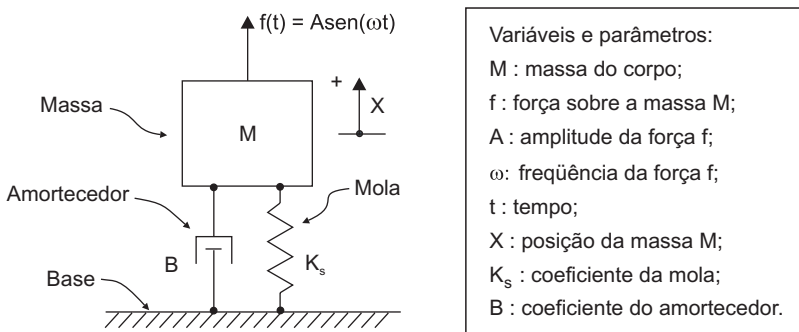 f(t) = Asen(ωt)
+
X
Massa
M
Amortecedor
Mola
B
Kₛ
Base
Variáveis e parâmetros:
M : massa do corpo;
f : força sobre a massa M;
A : amplitude da força f;
ω: freqüência da força f;
t : tempo;
X : posição da massa M;
Kₛ : coeficiente da mola;
B : coeficiente do amortecedor.